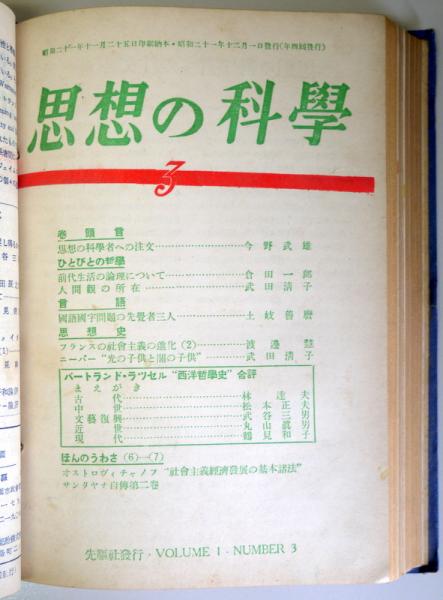 昭和二十一年十一月二十五日印刷納本・昭和二十一年十二月一日發行(年四回發行)
思想の科學
3
巻頭言
思想の科學者への注文……………………今野武雄
ひとびとの哲學
前代生活の論理について……………………倉田一郎
人間觀の所在……………………武田清子
言語
國語國字問題の先覺者三人……………………土岐善麿
思想史
フランスの社會主義の進化(2)……………………渡邊慧
ニーバー“光の子供と闇の子供”……………………武田清子
バートランド・ラツセル“西洋哲學史”合評
まえがき
古代……………………林達夫
中世……………………松本正夫
文藝復興……………………武谷三男
近世……………………丸山眞男
現代……………………鶴見和子
ほんのうわさ(6)—(7)
オストロヴィチャノフ“社會主義經濟發展の基本諸法”
サンタヤナ自傳第二卷
先驅社發行・VOLUME 1・NUMBER 3